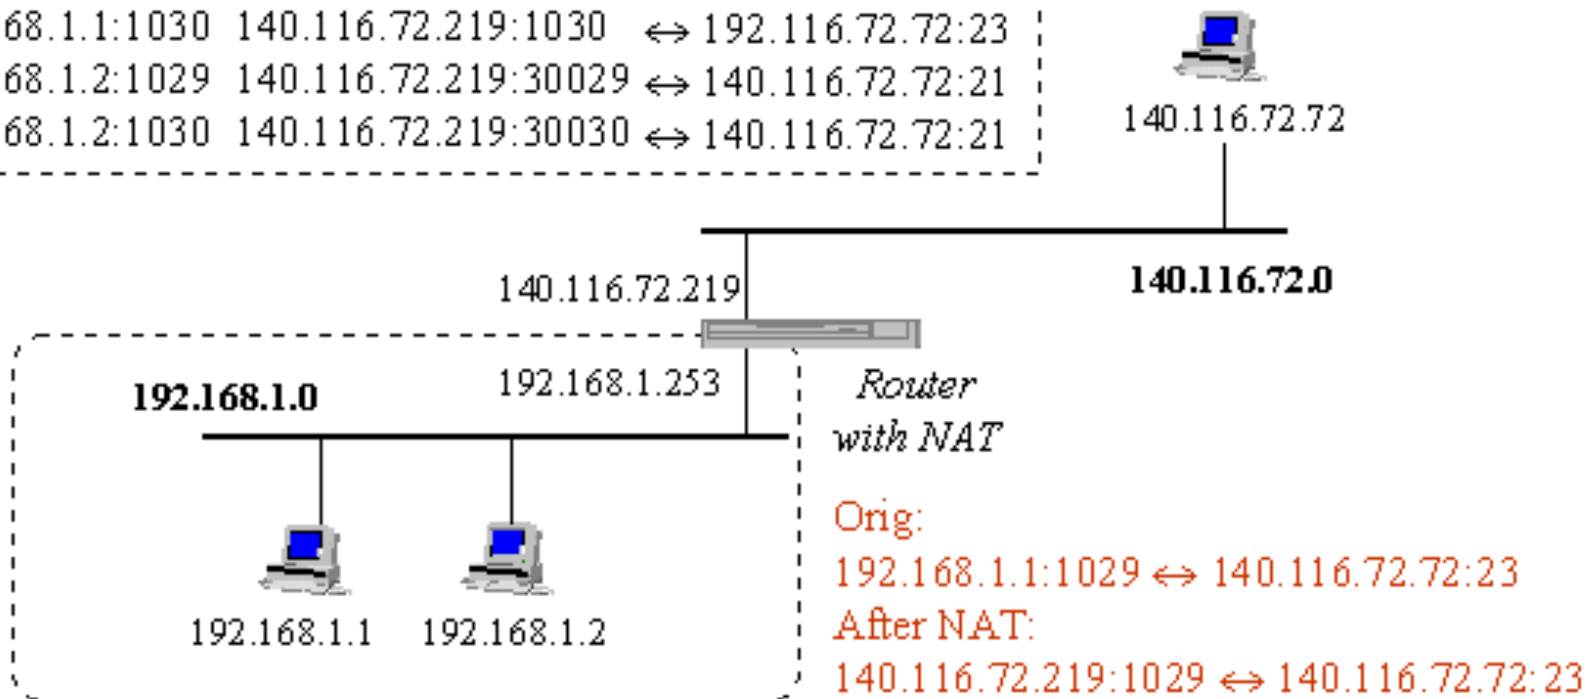 68.1.1:1030 140.116.72.219:1030 ⇔ 192.116.72.72:23
68.1.2:1029 140.116.72.219:30029 ⇔ 140.116.72.72:21
68.1.2:1030 140.116.72.219:30030 ⇔ 140.116.72.72:21
140.116.72.72
140.116.72.219
140.116.72.0
192.168.1.0
192.168.1.253
Router
with NAT
192.168.1.1
192.168.1.2
Orig:
192.168.1.1:1029 ⇔ 140.116.72.72:23
After NAT:
140.116.72.219:1029 ⇔ 140.116.72.72:23